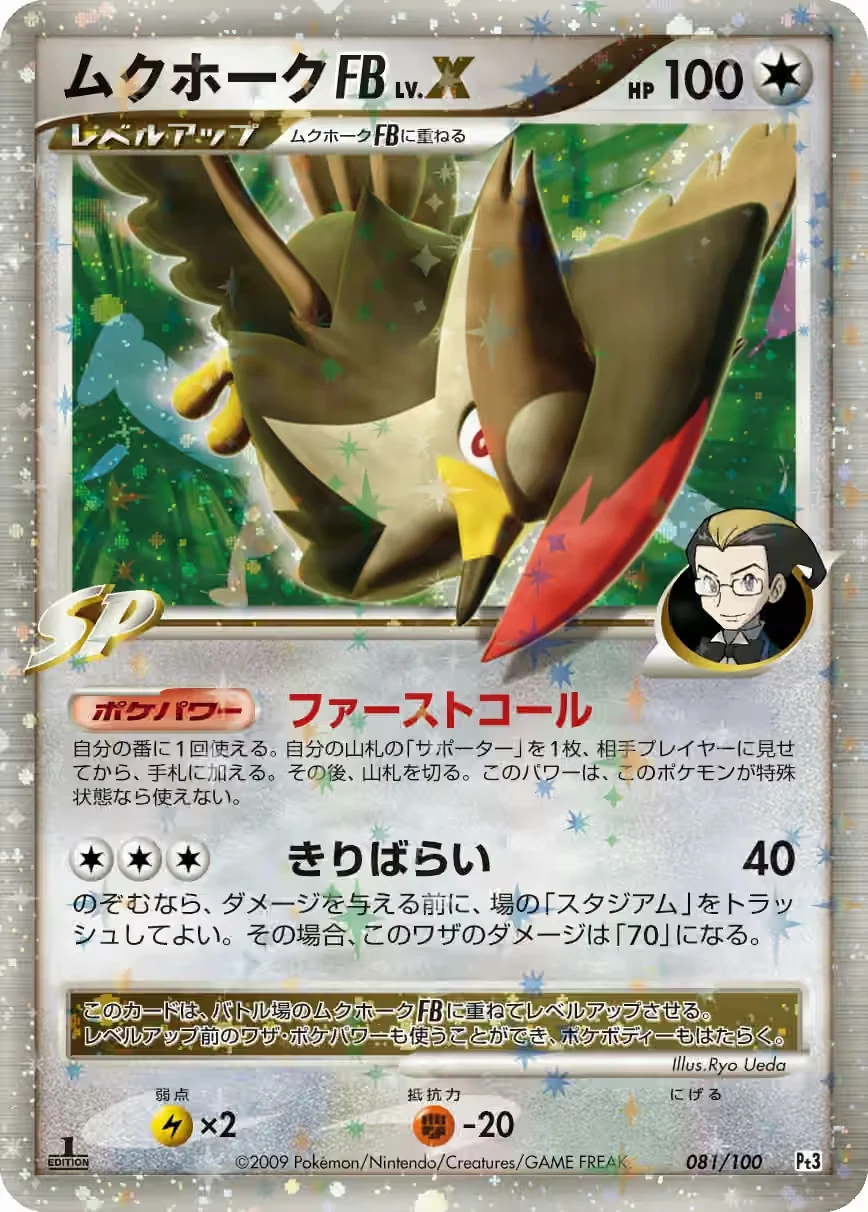 ムクホークFB LV.X HP 100
レベルアップ ムクホークFBに重ねる
SP
ポケパワー ファーストコール
自分の番に1回使える。自分の山札の「サポーター」を1枚、相手プレイヤーに見せ
てから、手札に加える。その後、山札を切る。このパワーは、このポケモンが特殊
状態なら使えない。
きりばらい 40
のぞむなら、ダメージを与える前に、場の「スタジアム」をトラッ
シュしてよい。その場合、このワザのダメージは「70」になる。
このカードは、バトル場のムクホークFBに重ねてレベルアップさせる。
レベルアップ前のワザ・ポケパワーも使うことができ、ポケボディーもはたらく。
Illus.Ryo Ueda
弱点 抵抗力 にげる
×2 -20
1 EDITION ©2009 Pokémon/Nintendo/Creatures/GAME FREAK. 081/100 Pt3